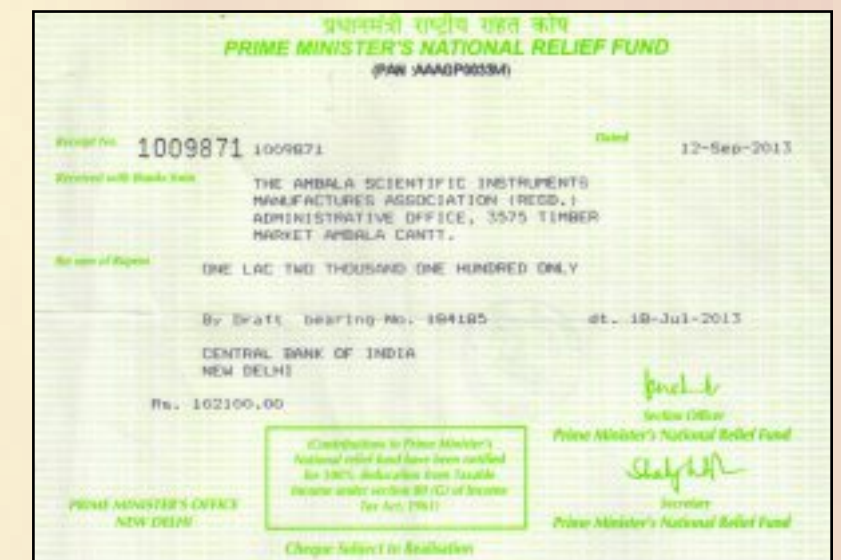 प्रधानमंत्री राष्ट्रीय राहत कोष
PRIME MINISTER'S NATIONAL RELIEF FUND
(PAN :AAAGP0033M)
Receipt No. 1009871 1009871
Dated 12-Sep-2013
Received with thanks from
THE AMBALA SCIENTIFIC INSTRUMENTS
MANUFACTURES ASSOCIATION (REGD.)
ADMINISTRATIVE OFFICE, 3575 TIMBER
MARKET AMBALA CANTT.
the sum of Rupees
ONE LAC TWO THOUSAND ONE HUNDRED ONLY
By Draft bearing No. 184185 dt. 18-Jul-2013
CENTRAL BANK OF INDIA
NEW DELHI
Rs. 102100.00
Section Officer
Prime Minister's National Relief Fund
(Contributions to Prime Minister's
National relief fund have been notified
for 100% deduction from Taxable
Income under section 80 (G) of Income
Tax Act, 1961)
PRIME MINISTER'S OFFICE
NEW DELHI
Secretary
Prime Minister's National Relief Fund
Cheque Subject to Realisation